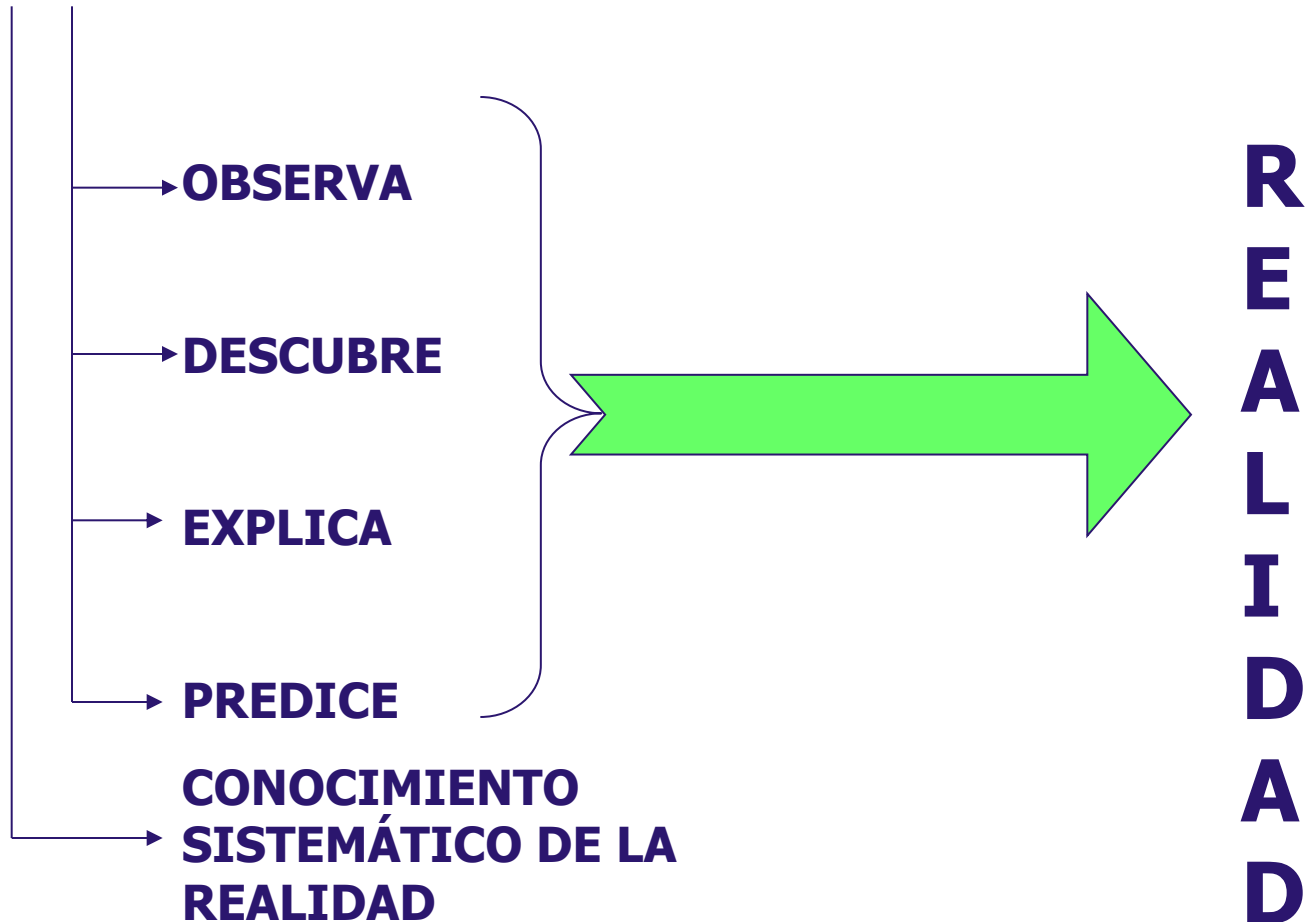 OBSERVA
DESCUBRE
EXPLICA
PREDICE
CONOCIMIENTO
SISTEMÁTICO DE LA
REALIDAD
R
E
A
L
I
D
A
D